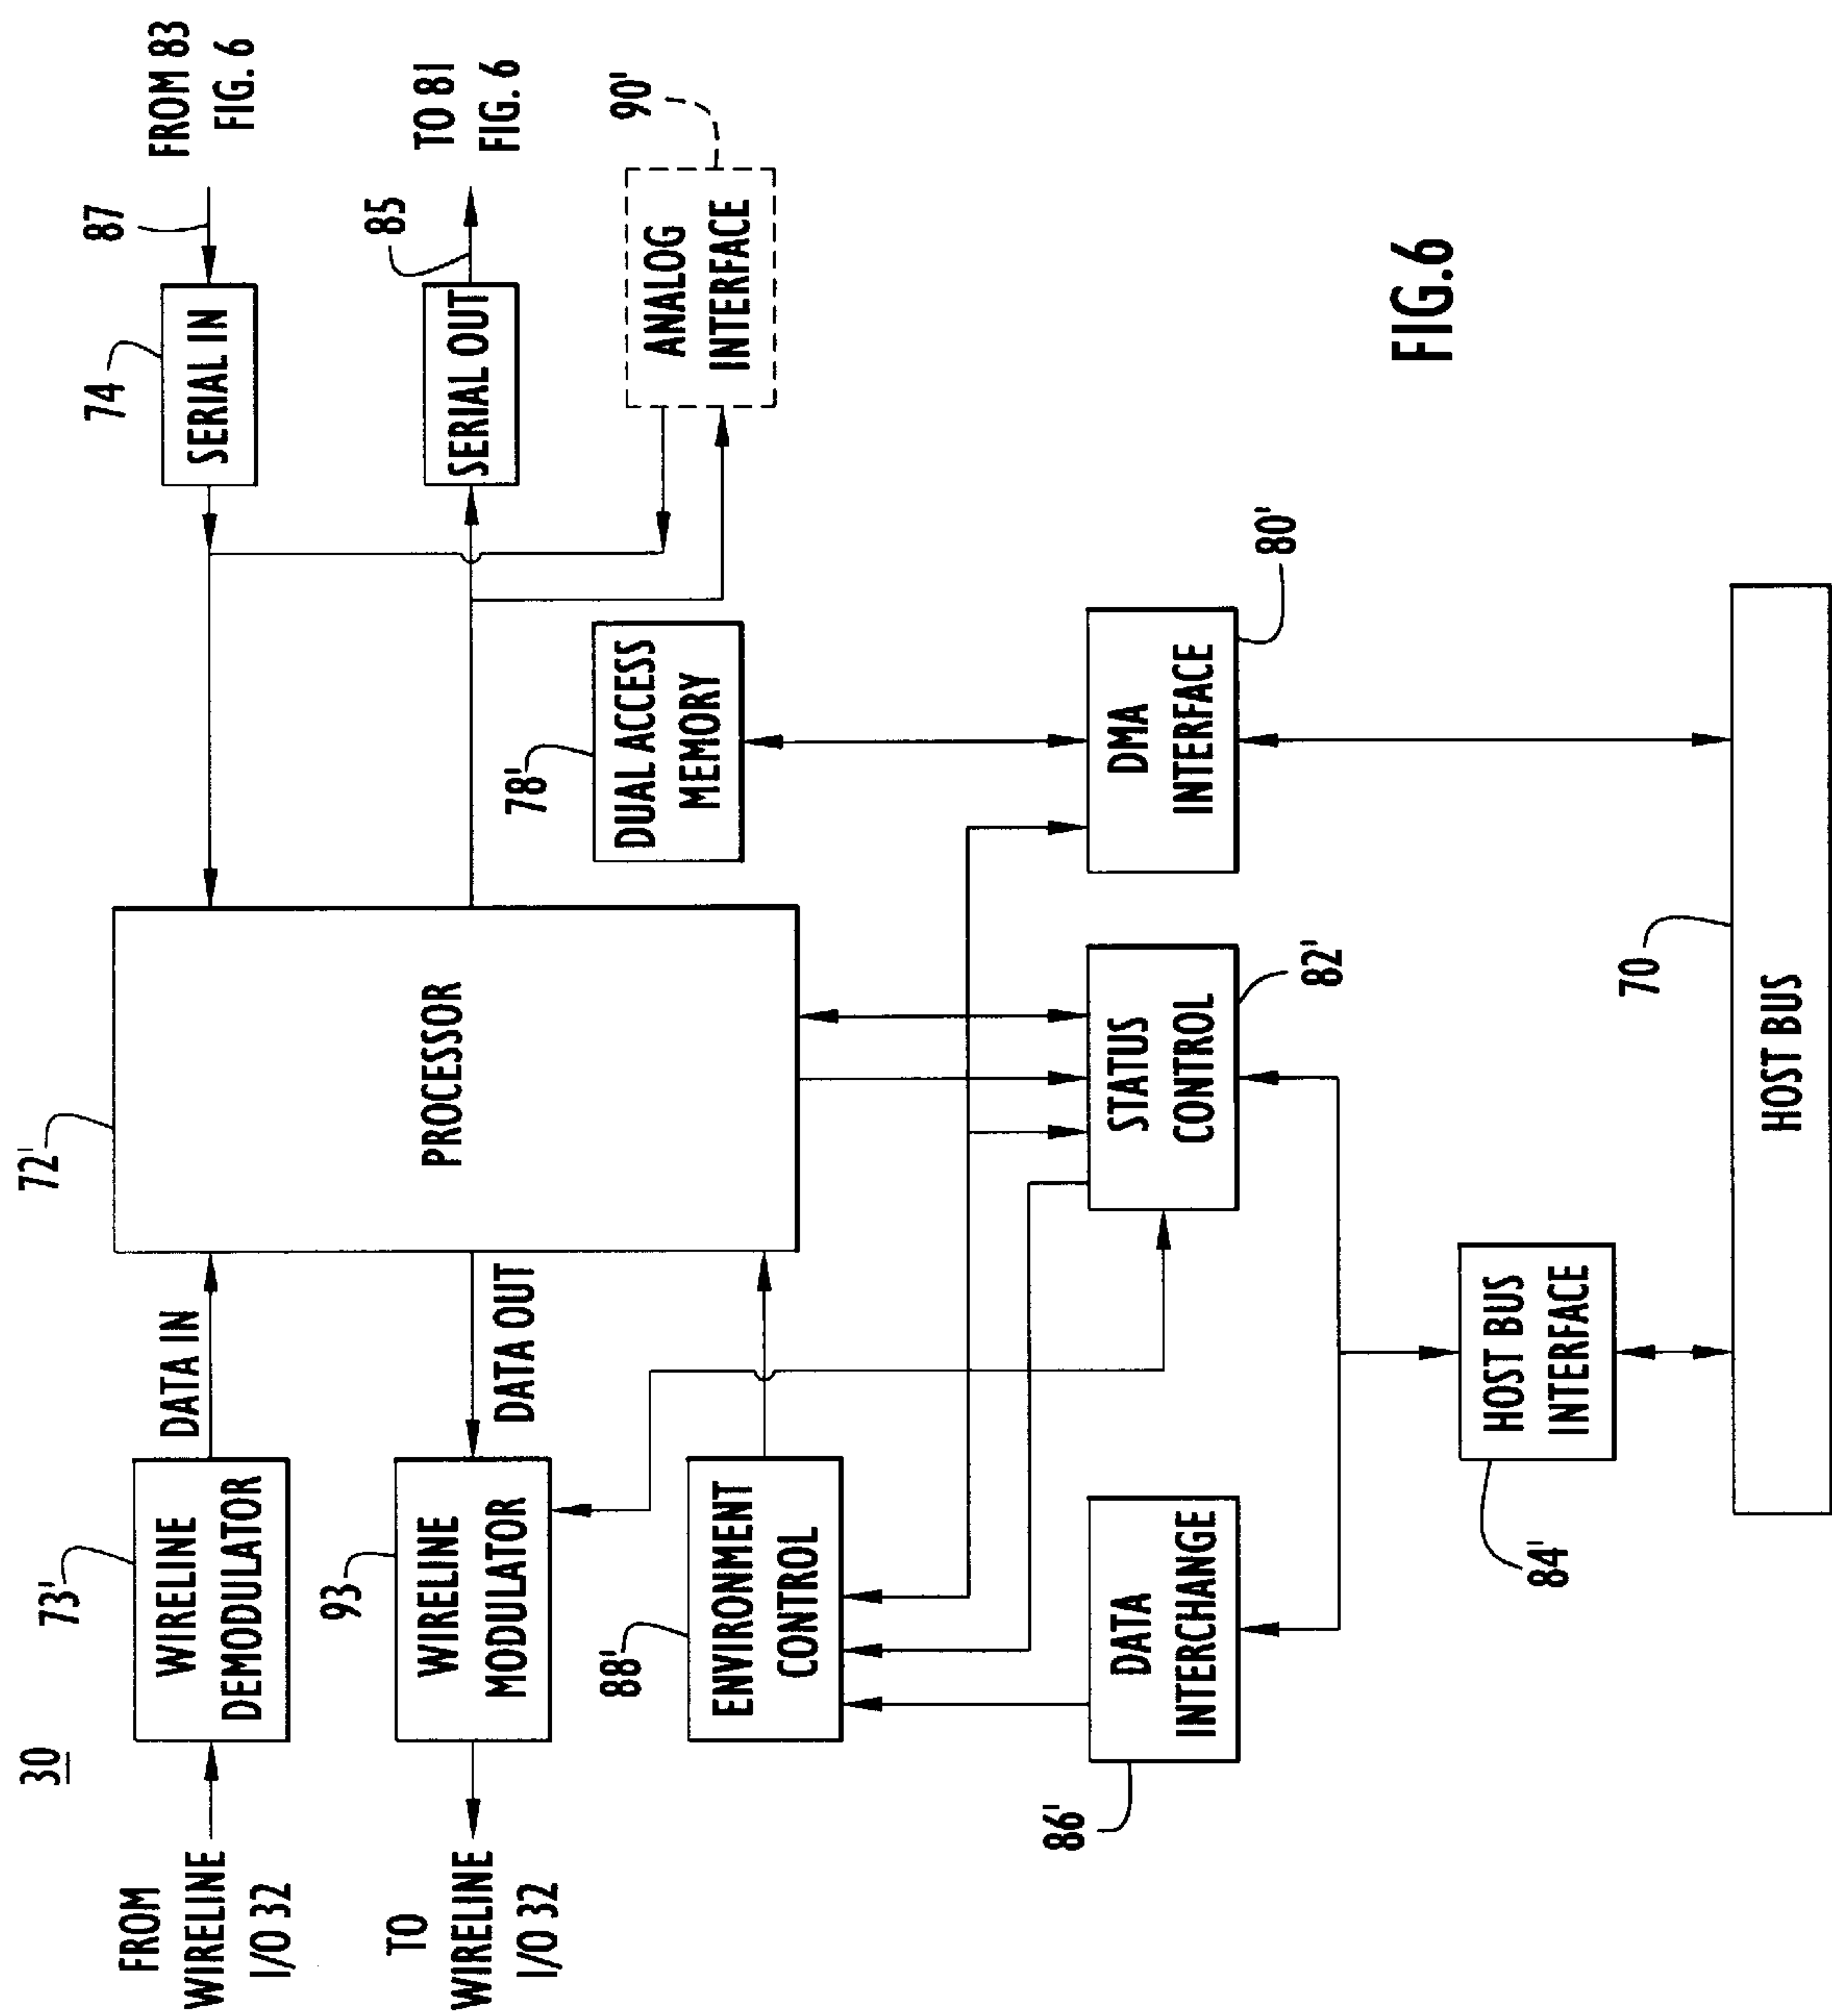 30
FROM
WIRELINE
I/O 32
73'
WIRELINE
DEMODULATOR
DATA IN
72'
PROCESSOR
74
SERIAL IN
87
FROM 83
FIG. 6
TO
WIRELINE
I/O 32
93
WIRELINE
MODULATOR
DATA OUT
SERIAL OUT
85
TO 81
FIG. 6
88'
ENVIRONMENT
CONTROL
78'
DUAL ACCESS
MEMORY
ANALOG
INTERFACE
90'
86'
DATA
INTERCHANGE
STATUS
CONTROL
82'
DMA
INTERFACE
80'
84'
HOST BUS
INTERFACE
70
HOST BUS
FIG.6